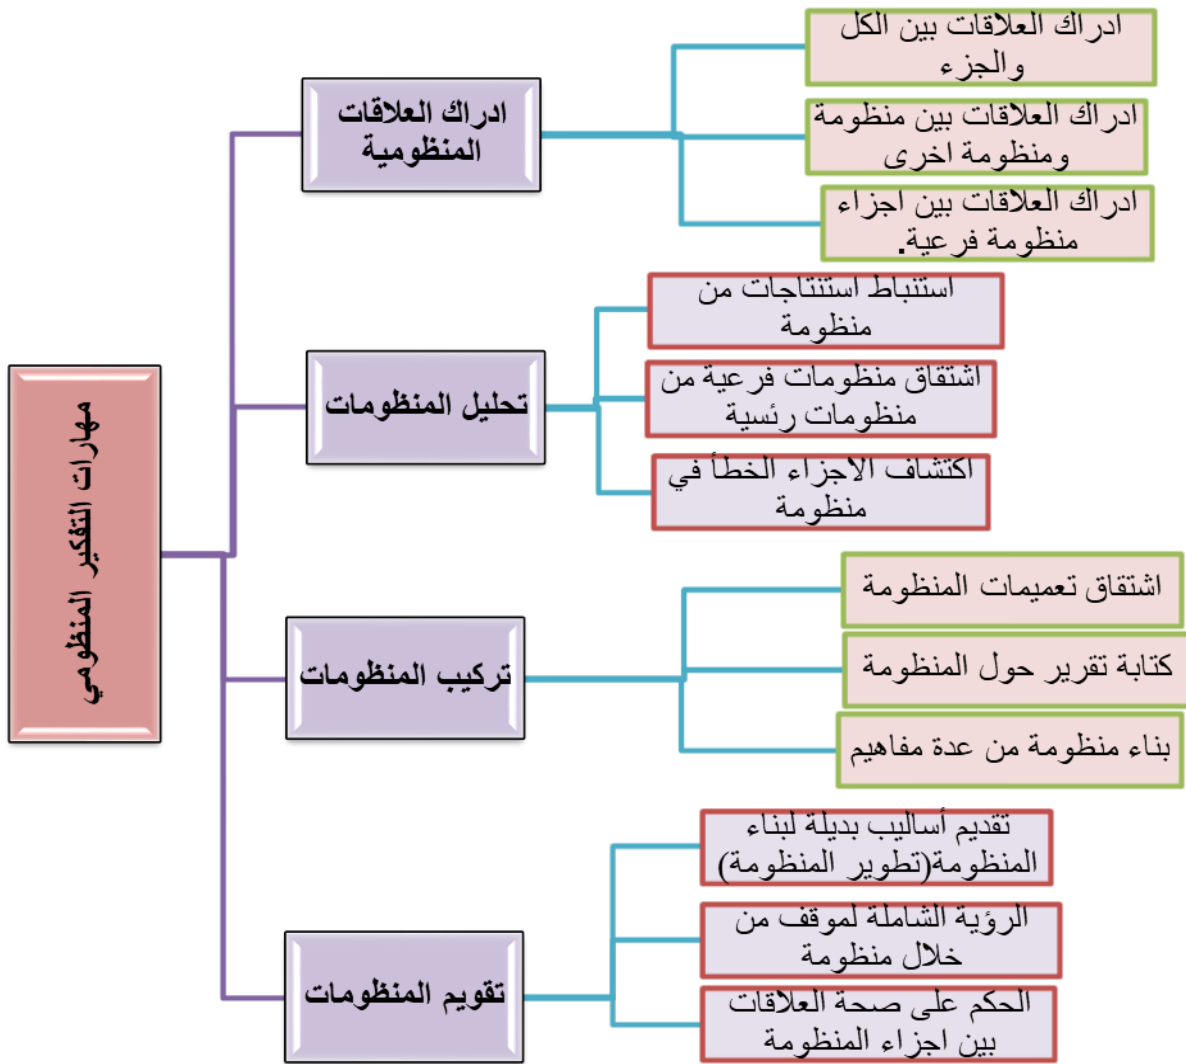 مهارات التفكير المنظومي
ادراك العلاقات
المنظومية
ادراك العلاقات بين الكل
والجزء
ادراك العلاقات بين منظومة
ومنظومة اخرى
ادراك العلاقات بين اجزاء
منظومة فرعية.
تحليل المنظومات
استنباط استنتاجات من
منظومة
اشتقاق منظومات فرعية من
منظومات رئسية
اكتشاف الاجزاء الخطأ في
منظومة
تركيب المنظومات
اشتقاق تعميمات المنظومة
كتابة تقرير حول المنظومة
بناء منظومة من عدة مفاهيم
تقويم المنظومات
تقديم أساليب بديلة لبناء
المنظومة(تطوير المنظومة)
الرؤية الشاملة لموقف من
خلال منظومة
الحكم على صحة العلاقات
بين اجزاء المنظومة